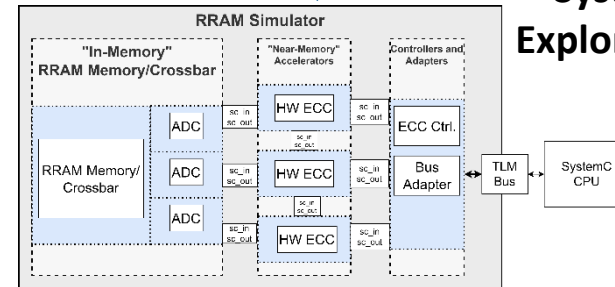 RRAM Simulator
"In-Memory"
RRAM Memory/Crossbar
"Near-Memory"
Accelerators
Controllers and
Adapters
RRAM Memory/
Crossbar
ADC
ADC
ADC
sc_in
sc_out
sc_in
sc_out
sc_in
sc_out
HW ECC
sc_in
sc_out
HW ECC
sc_in
sc_out
HW ECC
sc_in
sc_out
sc_in
sc_out
sc_in
sc_out
ECC Ctrl.
Bus
Adapter
TLM
Bus
SystemC
CPU
Explor